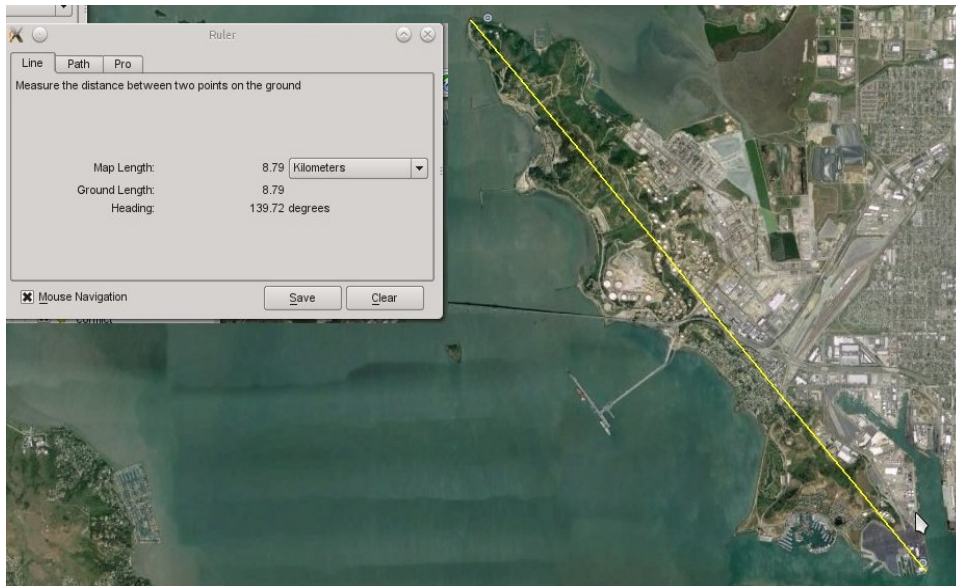 Ruler
Line Path Pro
Measure the distance between two points on the ground
Map Length: 8.79 Kilometers
Ground Length: 8.79
Heading: 139.72 degrees
Mouse Navigation Save Clear